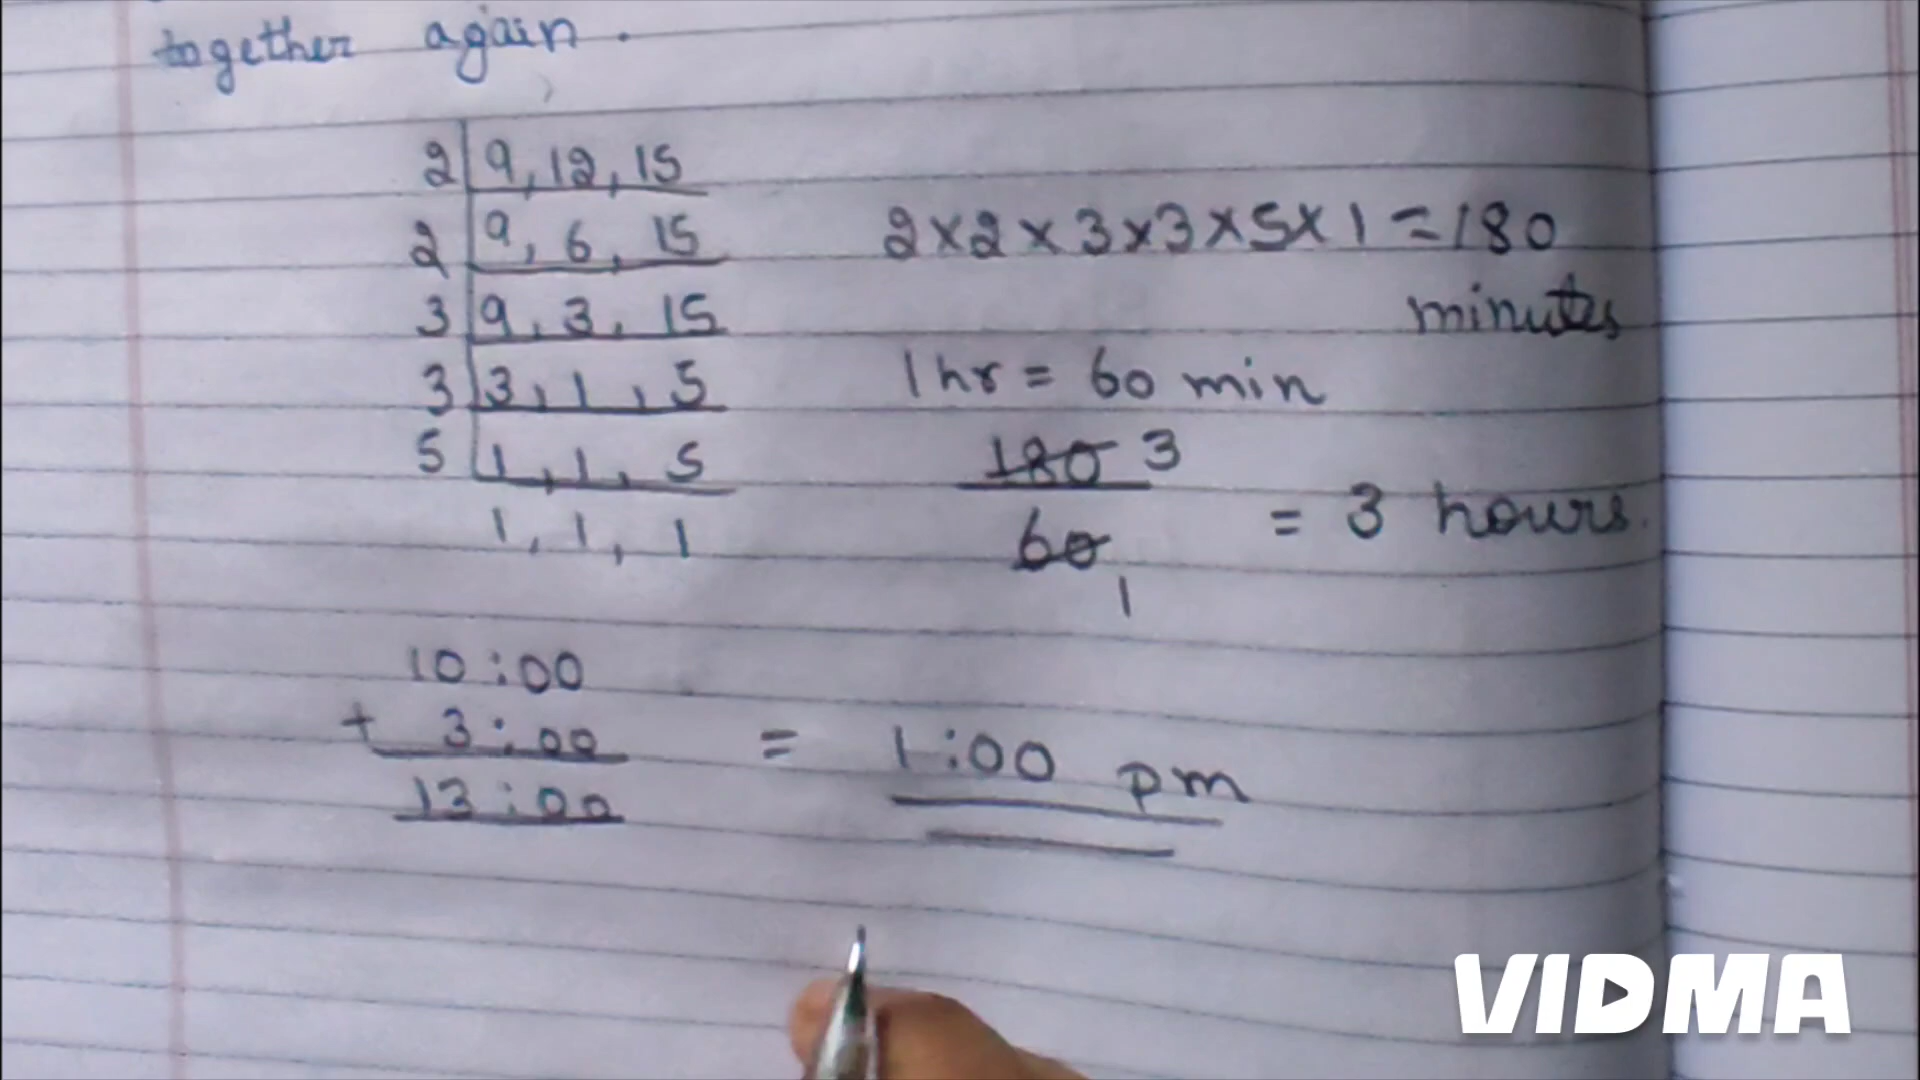 together again.
2 | 9, 12, 15
2 | 9, 6, 15
3 | 9, 3, 15
3 | 3, 1, 5
5 | 1, 1, 5
1, 1, 1
2 × 2 × 3 × 3 × 5 × 1 = 180
minutes
1 hr = 60 min
180 3
60 1
= 3 hours.
10:00
+ 3:00
13:00
= 1:00 pm
VIDMA